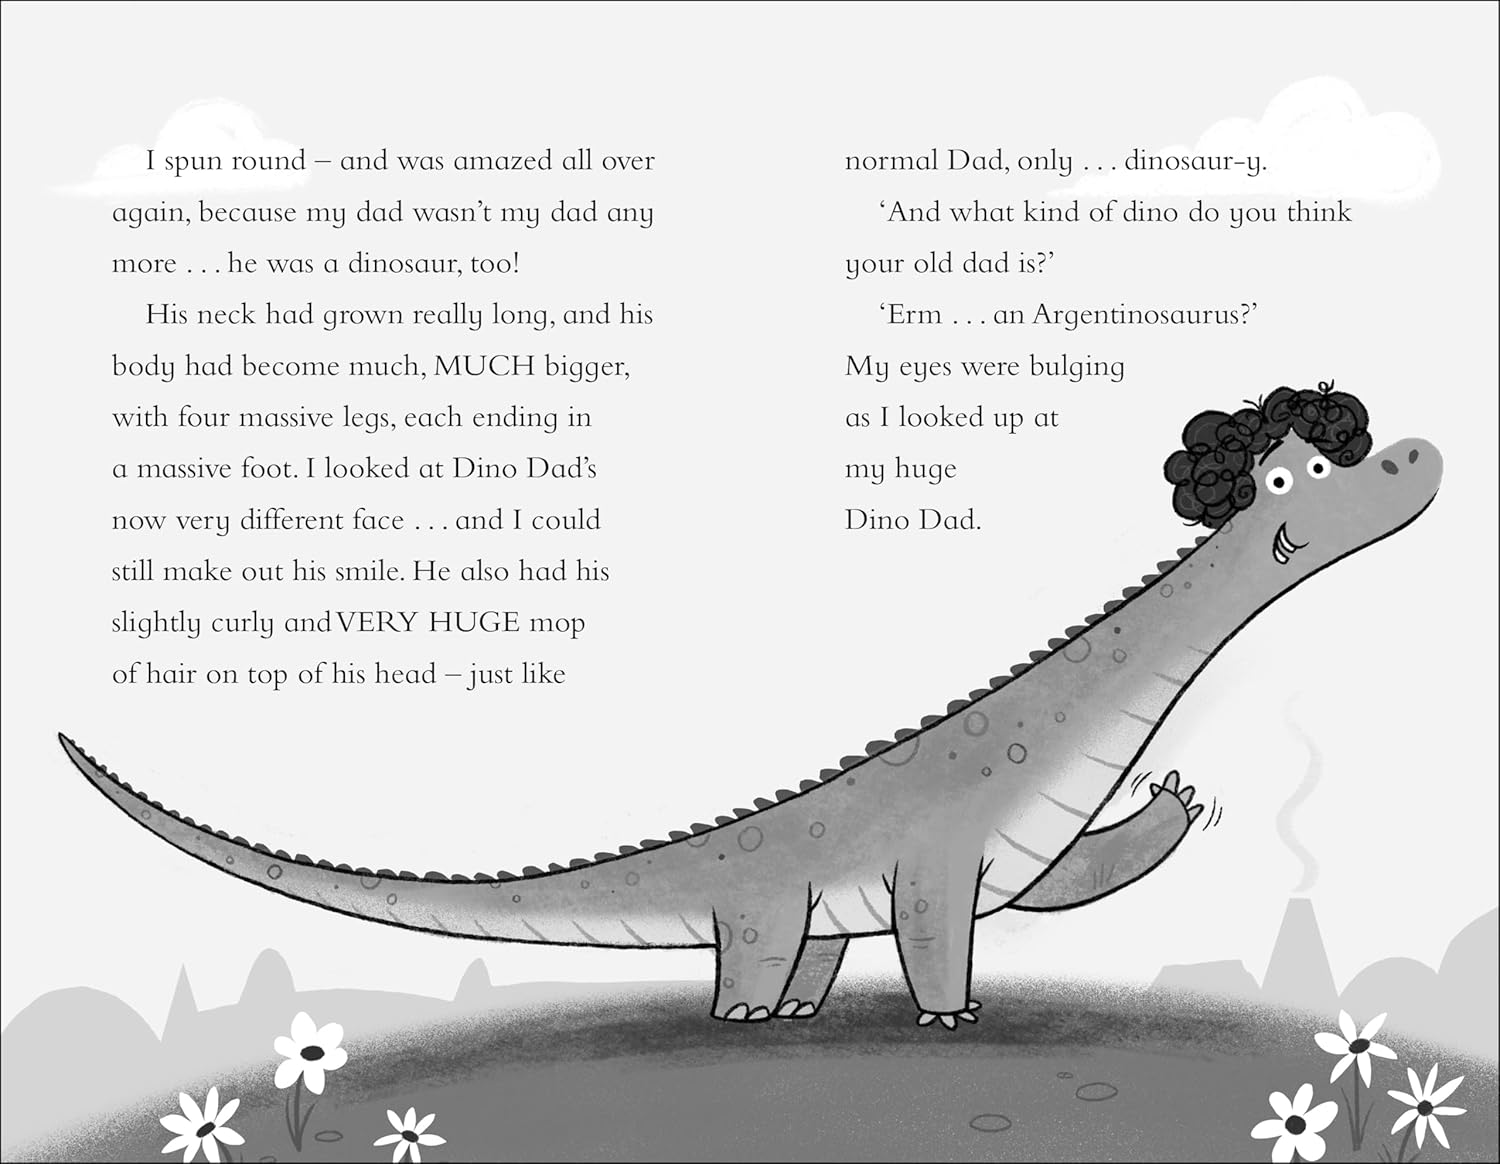 I spun round – and was amazed all over
again, because my dad wasn’t my dad any
more . . . he was a dinosaur, too!
His neck had grown really long, and his
body had become much, MUCH bigger,
with four massive legs, each ending in
a massive foot. I looked at Dino Dad’s
now very different face . . . and I could
still make out his smile. He also had his
slightly curly and VERY HUGE mop
of hair on top of his head – just like
normal Dad, only . . . dinosaur-y.
‘And what kind of dino do you think
your old dad is?’
‘Erm . . . an Argentinosaurus?’
My eyes were bulging
as I looked up at
my huge
Dino Dad.